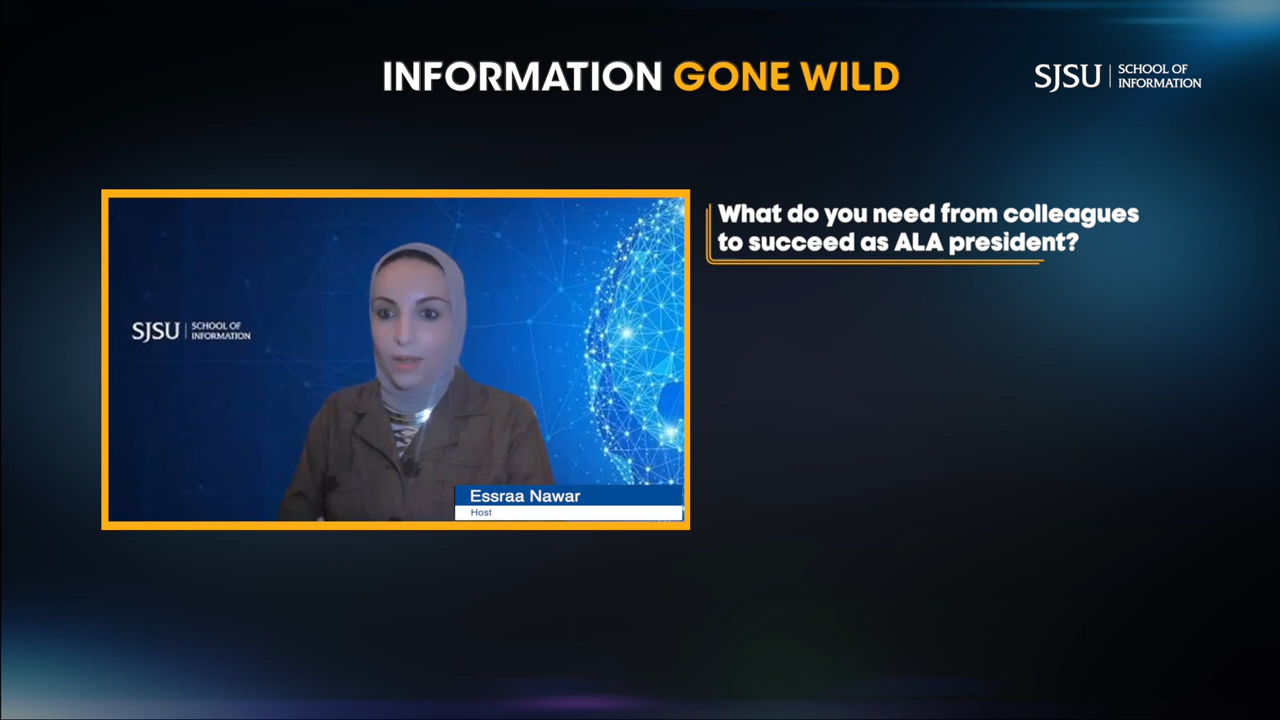 INFORMATION GONE WILD
SJSU
SCHOOL OF
INFORMATION
What do you need from colleagues
to succeed as ALA president?
SJSU
SCHOOL OF
INFORMATION
Essraa Nawar
Host